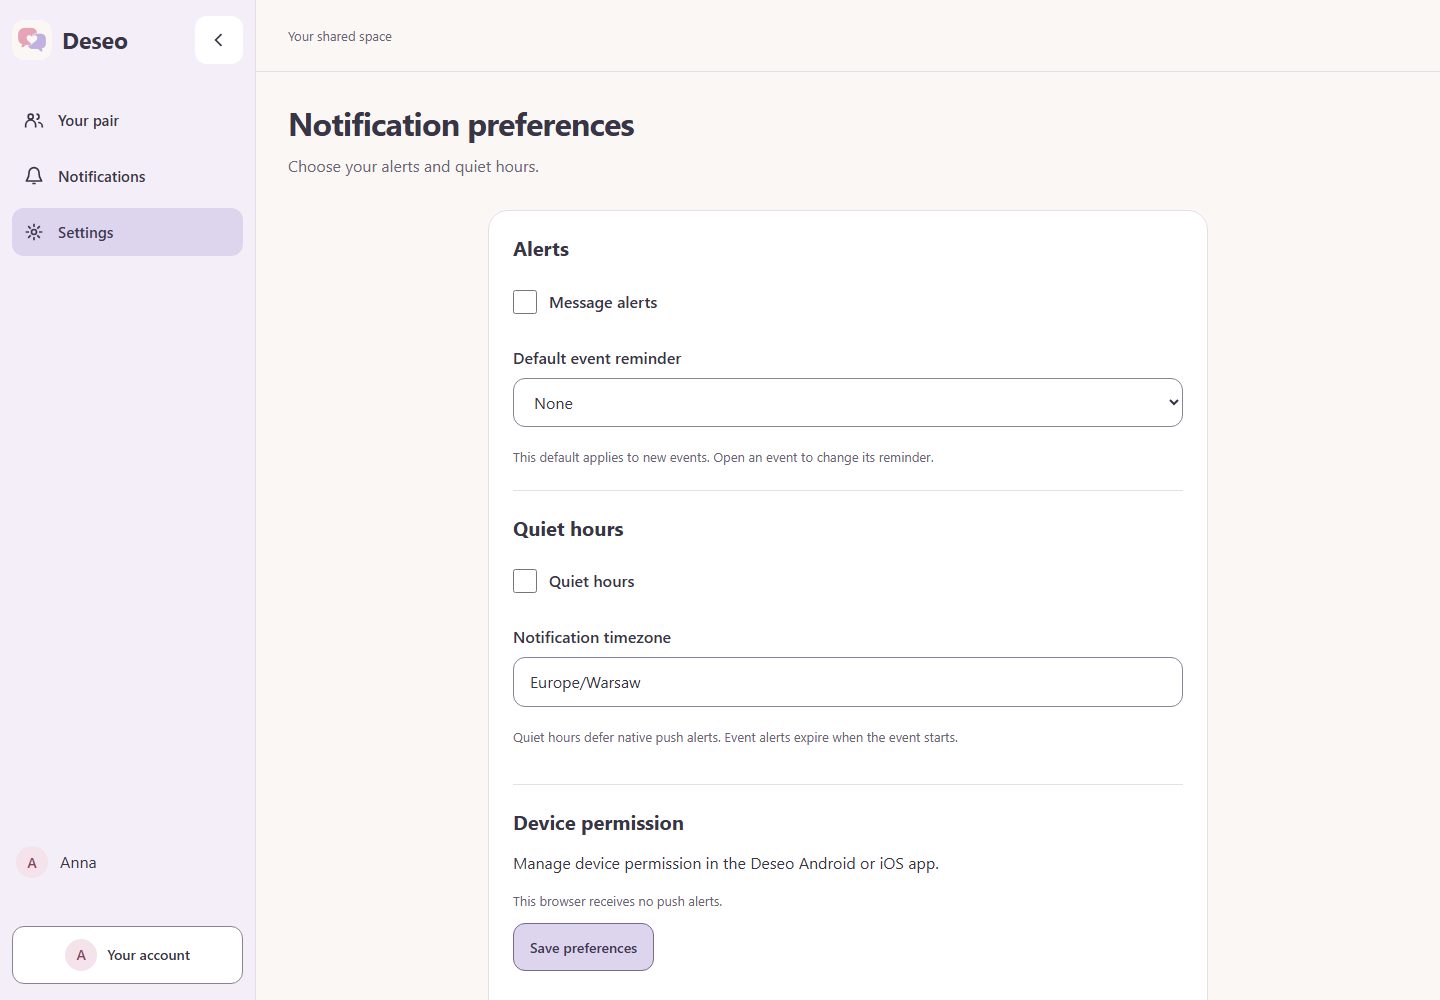 Deseo
Your shared space
Your pair
Notifications
Settings
Notification preferences
Choose your alerts and quiet hours.
Alerts
Message alerts
Default event reminder
None
This default applies to new events. Open an event to change its reminder.
Quiet hours
Quiet hours
Notification timezone
Europe/Warsaw
Quiet hours defer native push alerts. Event alerts expire when the event starts.
Device permission
Manage device permission in the Deseo Android or iOS app.
This browser receives no push alerts.
Save preferences
A Anna
A Your account